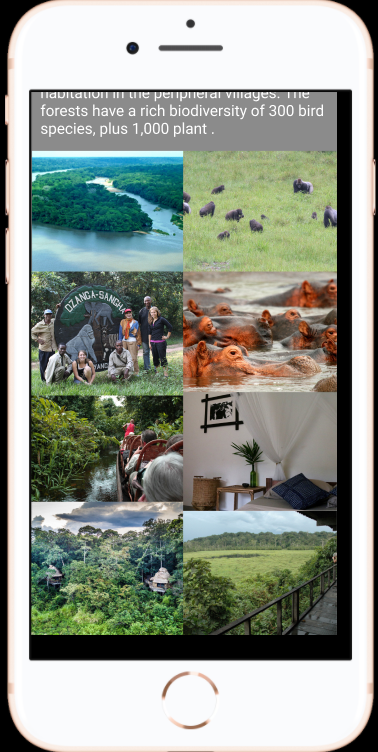 habitation in the peripheral villages. The
forests have a rich biodiversity of 300 bird
species, plus 1,000 plant .
DZANGA-SANGHA